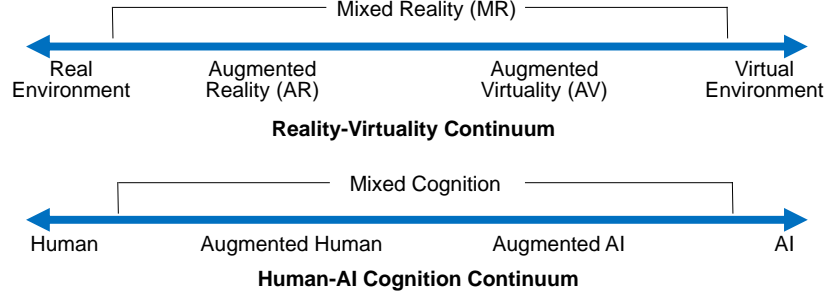 Mixed Reality (MR)
Real Environment
Augmented Reality (AR)
Augmented Virtuality (AV)
Virtual Environment
Reality-Virtuality Continuum
Mixed Cognition
Human
Augmented Human
Augmented AI
AI
Human-AI Cognition Continuum